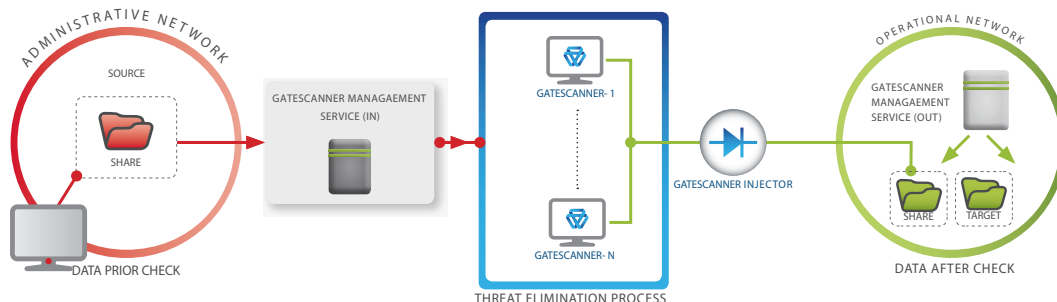 ADMINISTRATIVE NETWORK
SOURCE
SHARE
DATA PRIOR CHECK
GATESCANNER MANAGAEMENT
SERVICE (IN)
GATESCANNER- 1
GATESCANNER- N
THREAT ELIMINATION PROCESS
GATESCANNER INJECTOR
OPERATIONAL NETWORK
GATESCANNER
MANAGAEMENT
SERVICE (OUT)
SHARE
TARGET
DATA AFTER CHECK